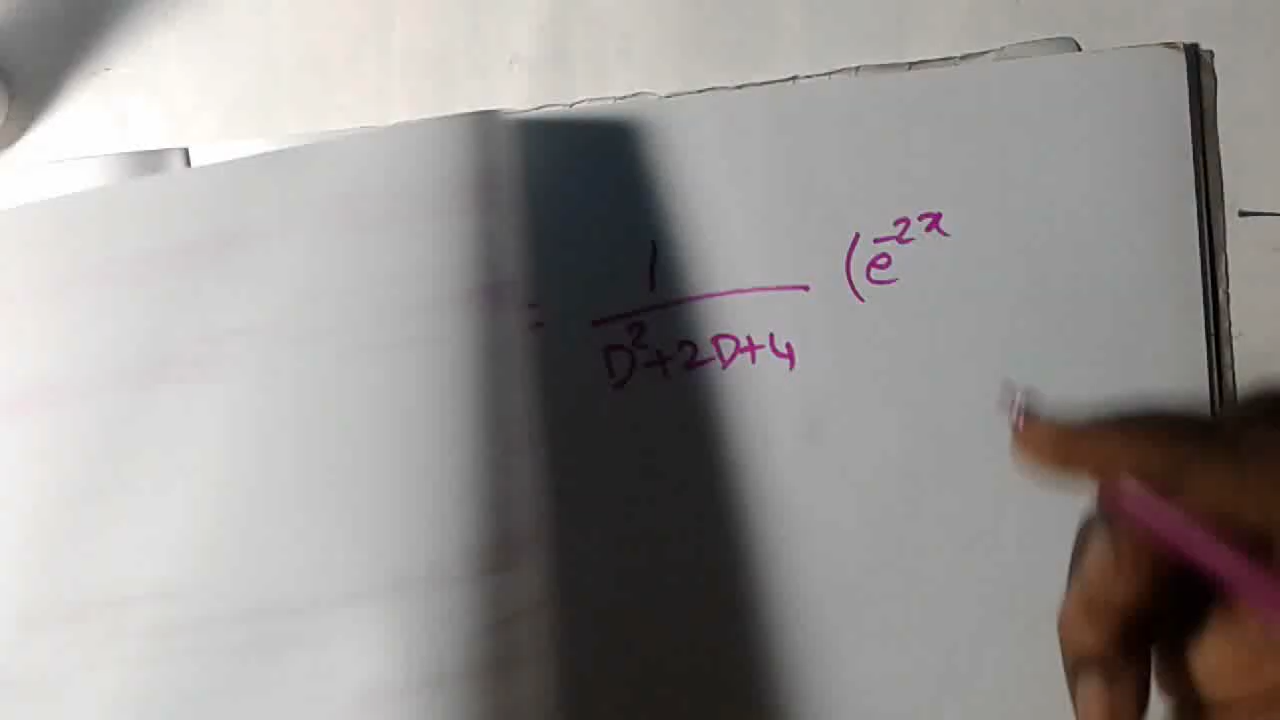 = 1/(D²+2D+4) (e⁻²ˣ